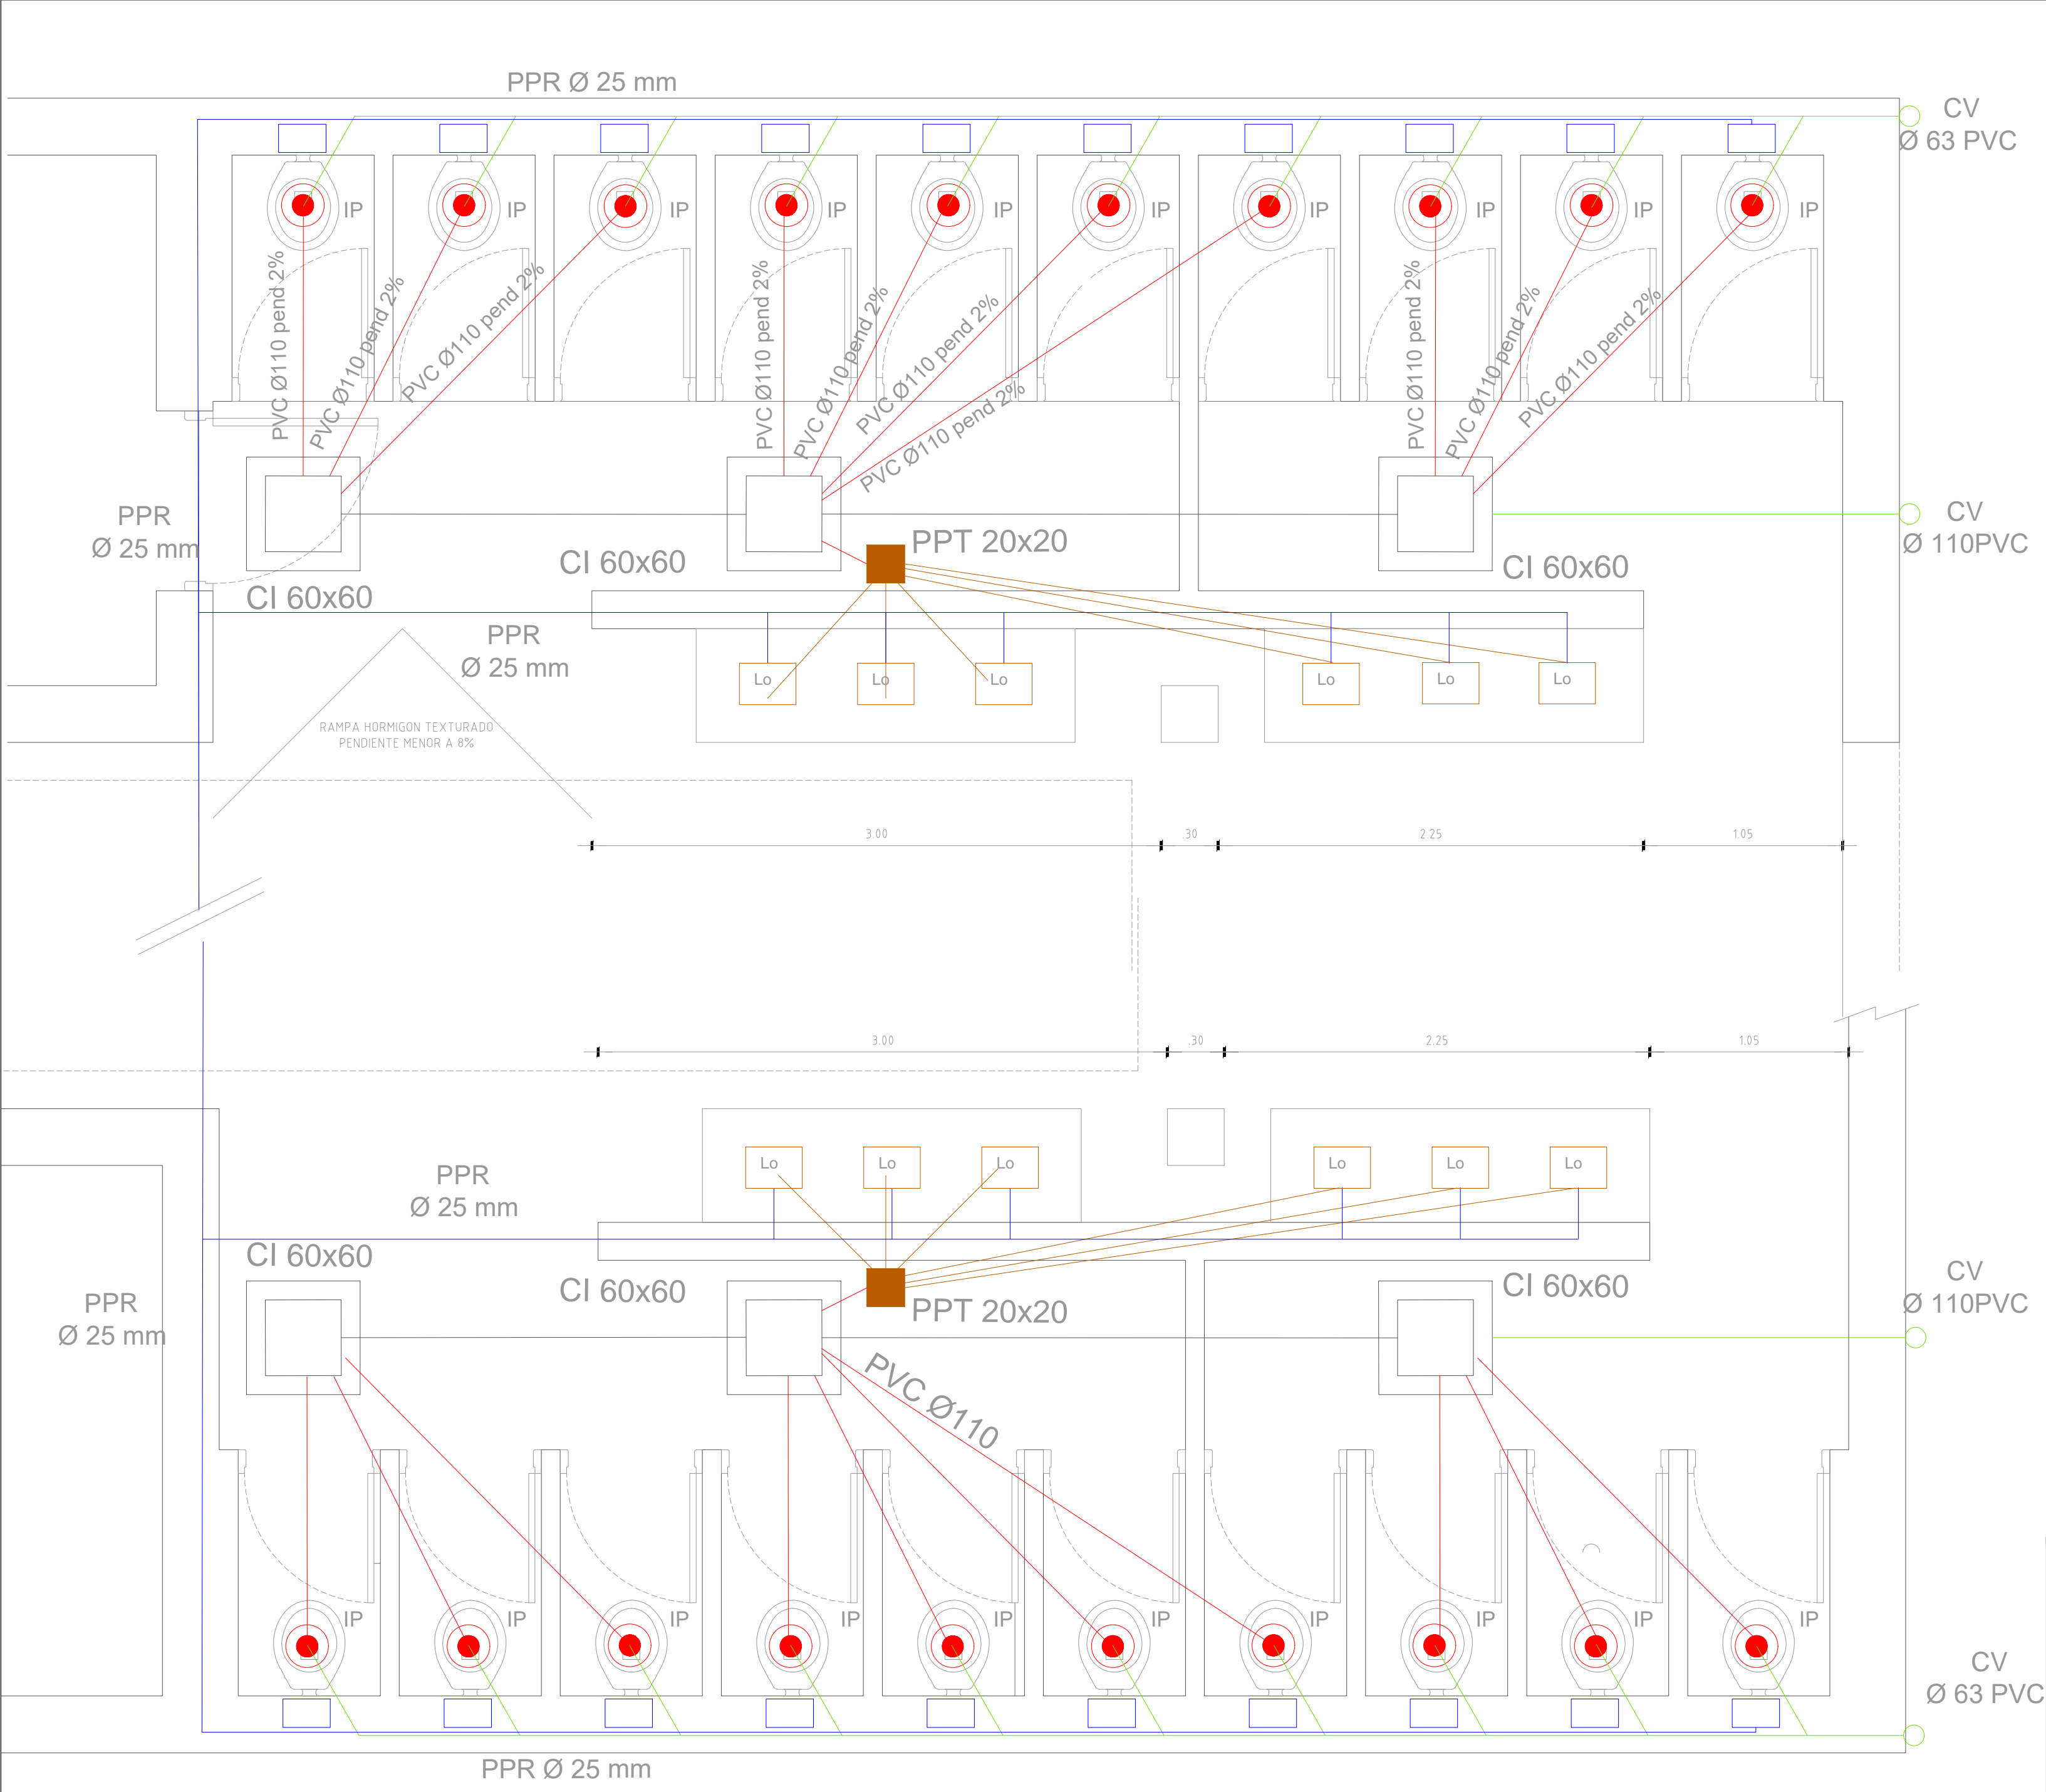 PPR Ø 25 mm
CV
Ø 63 PVC
IP
IP
IP
IP
IP
IP
IP
IP
IP
IP
PVC Ø110 pend 2%
PVC Ø110 pend 2%
PVC Ø110 pend 2%
PVC Ø110 pend 2%
PVC Ø110 pend 2%
PVC Ø110 pend 2%
PVC Ø110 pend 2%
PVC Ø110 pend 2%
PVC Ø110 pend 2%
PVC Ø110 pend 2%
PPR
Ø 25 mm
CV
Ø 110PVC
CI 60x60
CI 60x60
PPT 20x20
CI 60x60
PPR
Ø 25 mm
Lo
Lo
Lo
Lo
Lo
Lo
RAMPA HORMIGON TEXTURADO
PENDIENTE MENOR A 8%
3.00
.30
2.25
1.05
3.00
.30
2.25
1.05
Lo
Lo
Lo
Lo
Lo
Lo
PPR
Ø 25 mm
CI 60x60
CI 60x60
PPT 20x20
CI 60x60
CV
Ø 110PVC
PPR
Ø 25 mm
PVC Ø110
IP
IP
IP
IP
IP
IP
IP
IP
IP
IP
CV
Ø 63 PVC
PPR Ø 25 mm